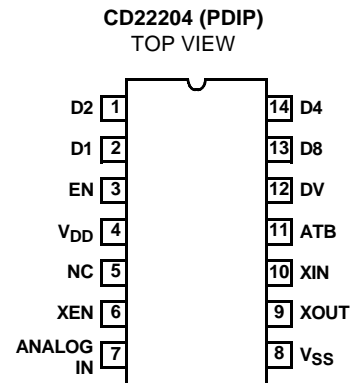 CD22204 (PDIP)
TOP VIEW
D2 1 14 D4
D1 2 13 D8
EN 3 12 DV
VDD 4 11 ATB
NC 5 10 XIN
XEN 6 9 XOUT
ANALOG
IN 7 8 VSS